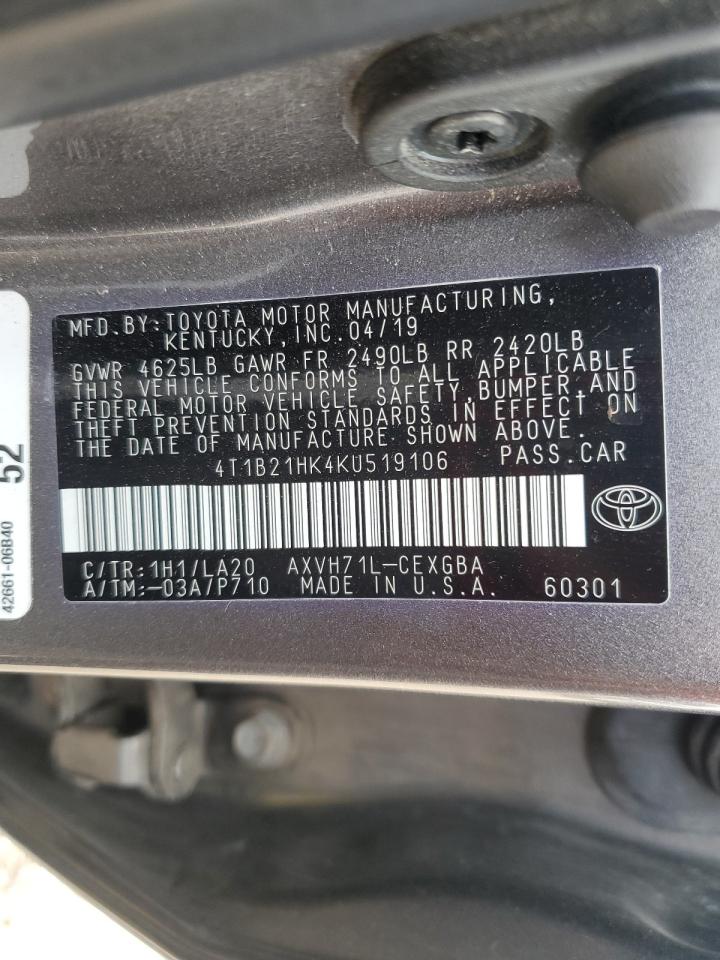 MFD.BY:TOYOTA MOTOR MANUFACTURING,
KENTUCKY,INC.04/19
GVWR 4625LB GAWR FR 2490LB RR 2420LB
THIS VEHICLE CONFORMS TO ALL APPLICABLE
FEDERAL MOTOR VEHICLE SAFETY,BUMPER,AND
THEFT PREVENTION STANDARDS IN EFFECT ON
THE DATE OF MANUFACTURE SHOWN ABOVE.
4T1B21HK4KU519106 PASS.CAR
C/TR:1H1/LA20 AXVH71L-CEXGBA
A/TM:-03A/P710 MADE IN U.S.A. 60301
52
42661-06B40